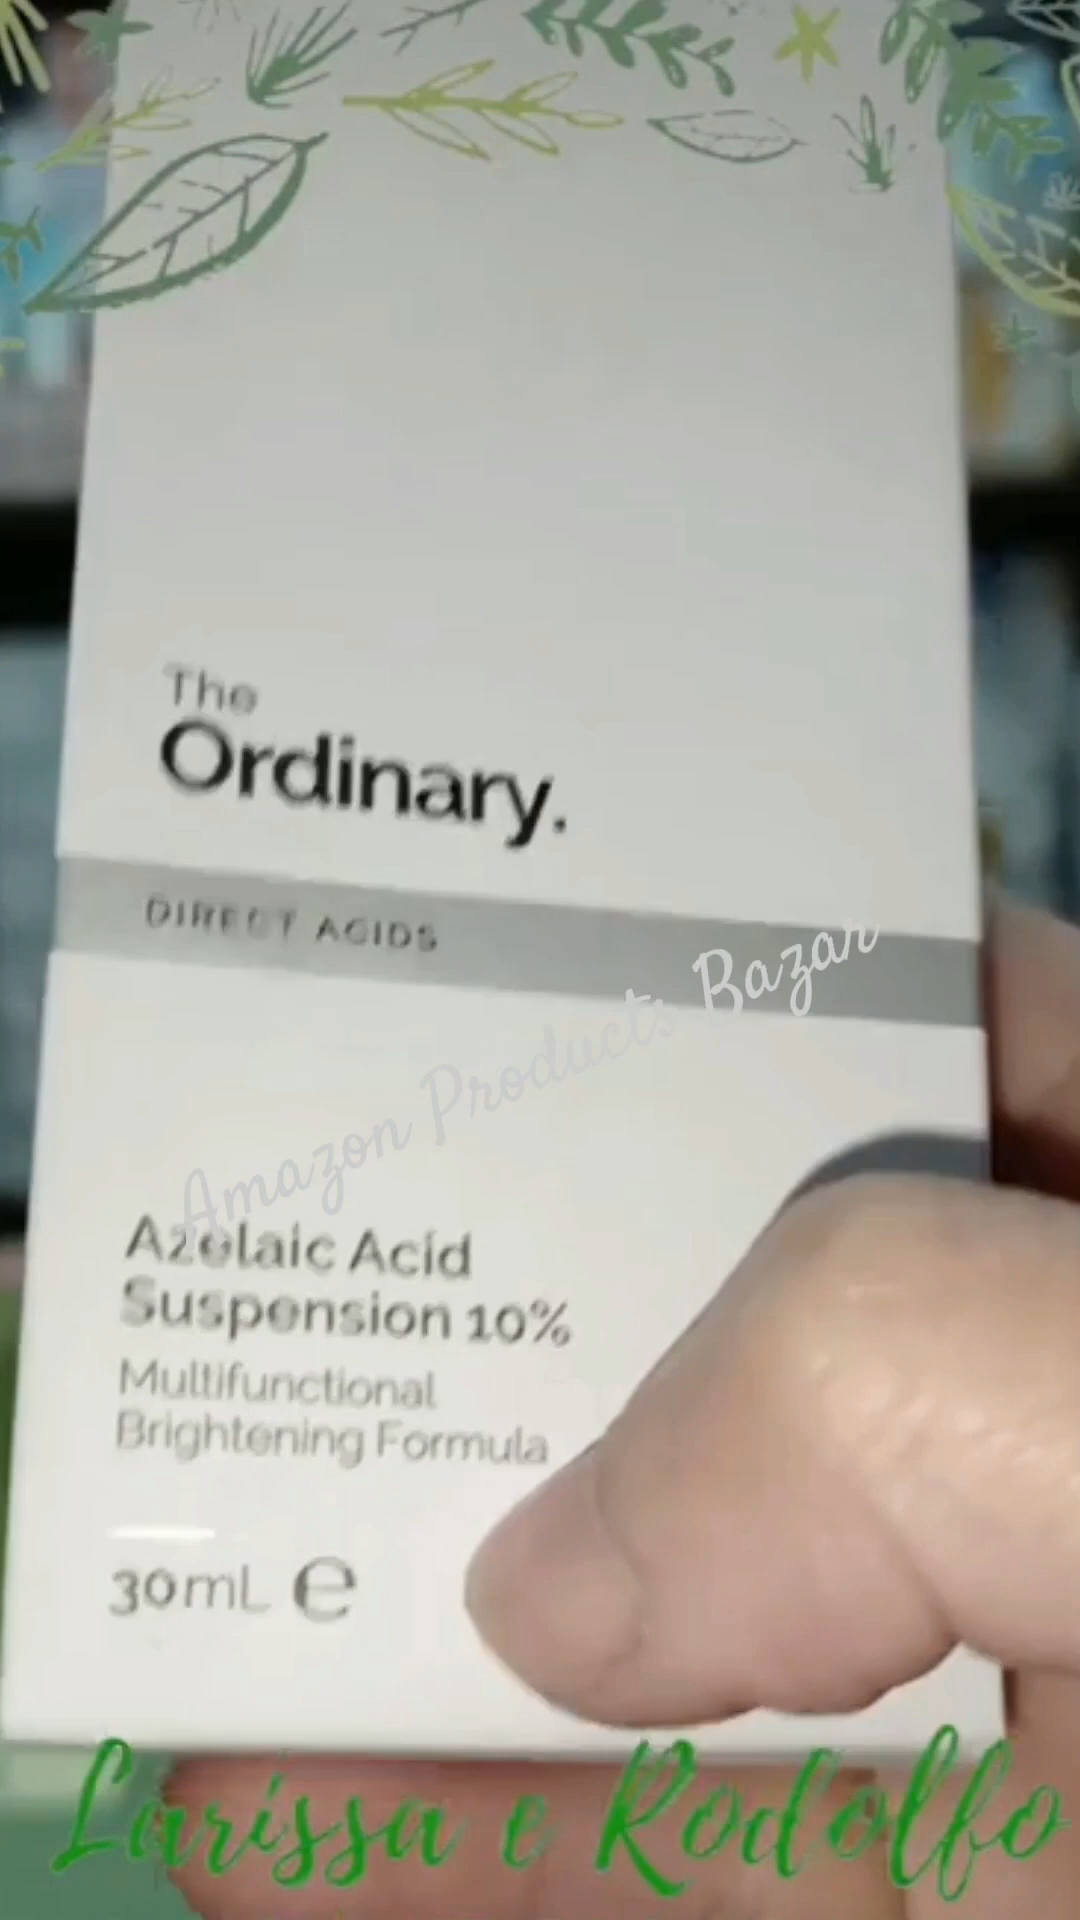 The
Ordinary.
DIRECT ACIDS
Amazon Products Bazar
Azelaic Acid
Suspension 10%
Multifunctional
Brightening Formula
30mL e
Larissa e Rodolfo